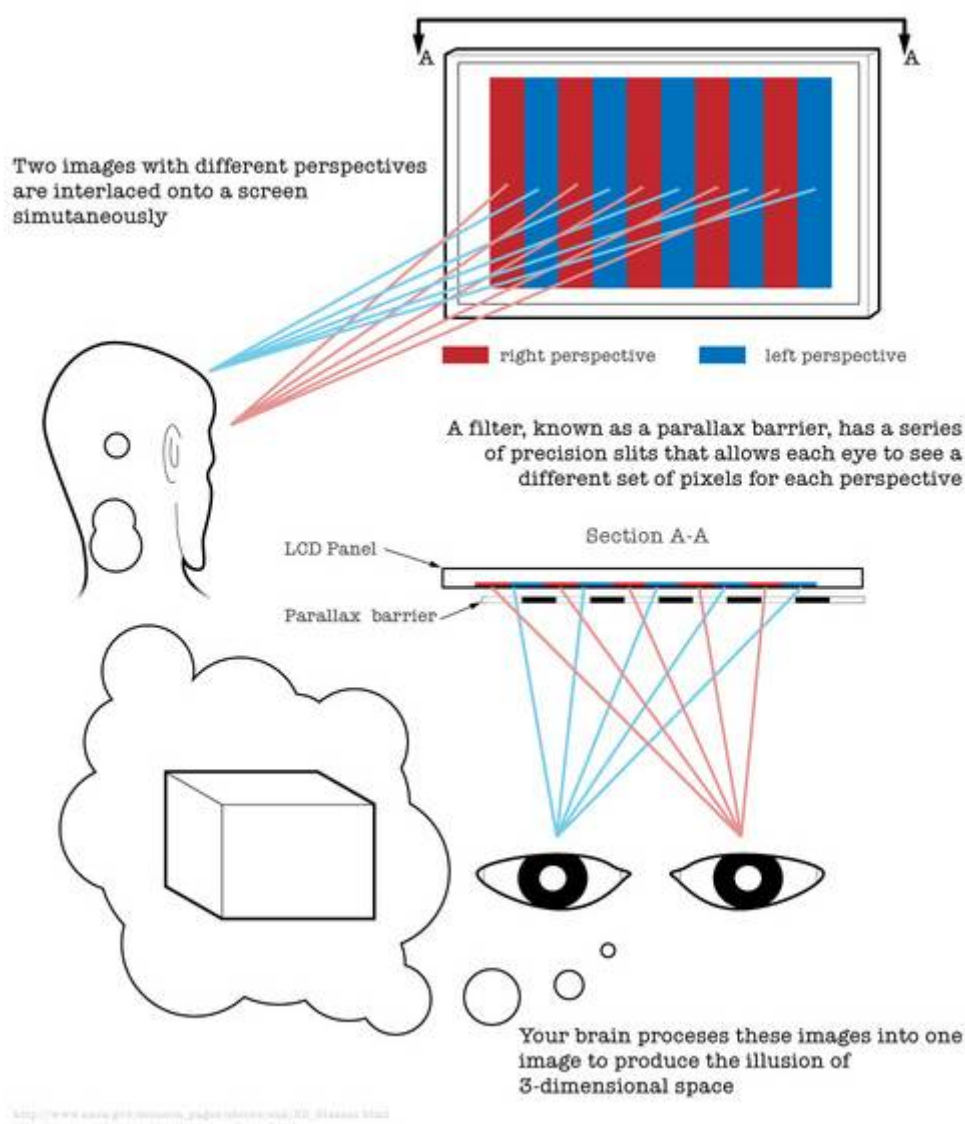 A
A
Two images with different perspectives
are interlaced onto a screen
simutaneously
right perspective
left perspective
A filter, known as a parallax barrier, has a series
of precision slits that allows each eye to see a
different set of pixels for each perspective
Section A-A
LCD Panel
Parallax barrier
Your brain proceses these images into one
image to produce the illusion of
3-dimensional space